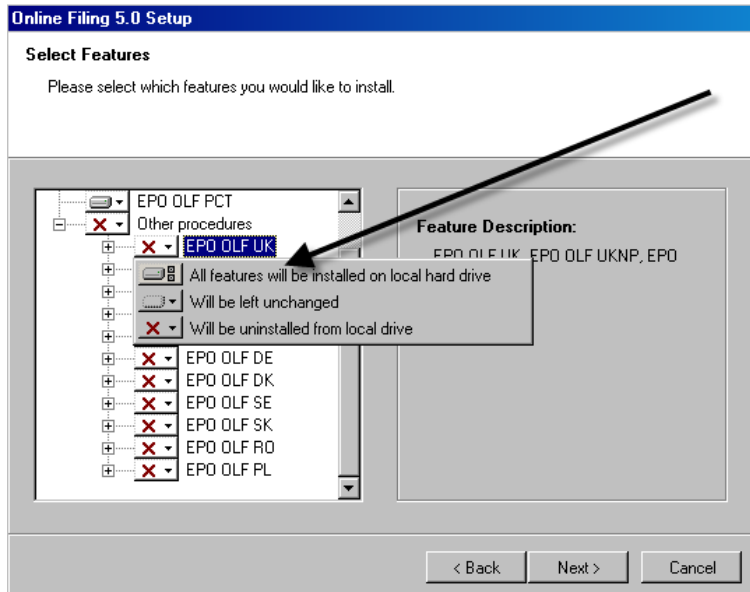 Online Filing 5.0 Setup
Select Features
Please select which features you would like to install.
EPO OLF PCT
Other procedures
EPO OLF UK
All features will be installed on local hard drive
Will be left unchanged
Will be uninstalled from local drive
EPO OLF DE
EPO OLF DK
EPO OLF SE
EPO OLF SK
EPO OLF RO
EPO OLF PL
Feature Description:
EPO OLF UK, EPO OLF UKNP, EPO
< Back
Next >
Cancel